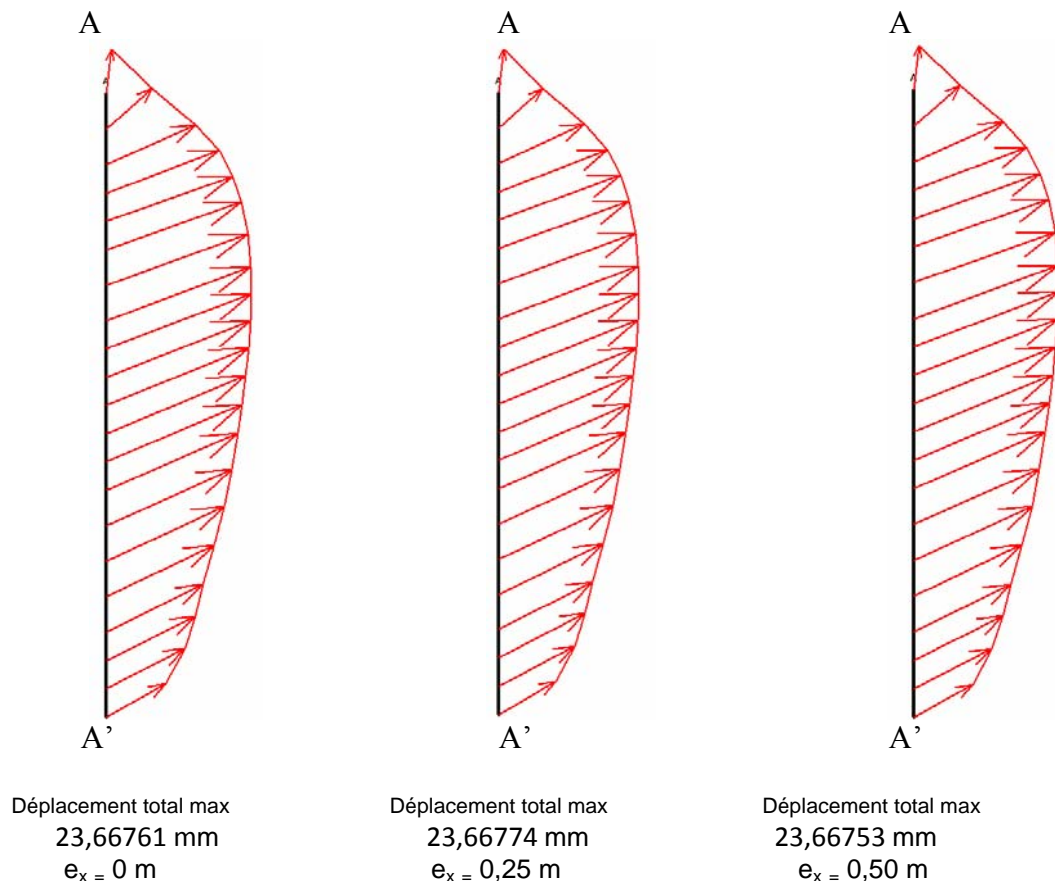 A
A
A
A
A
A
A'
A'
A'
Déplacement total max
23,66761 mm
eₓ = 0 m
Déplacement total max
23,66774 mm
eₓ = 0,25 m
Déplacement total max
23,66753 mm
eₓ = 0,50 m